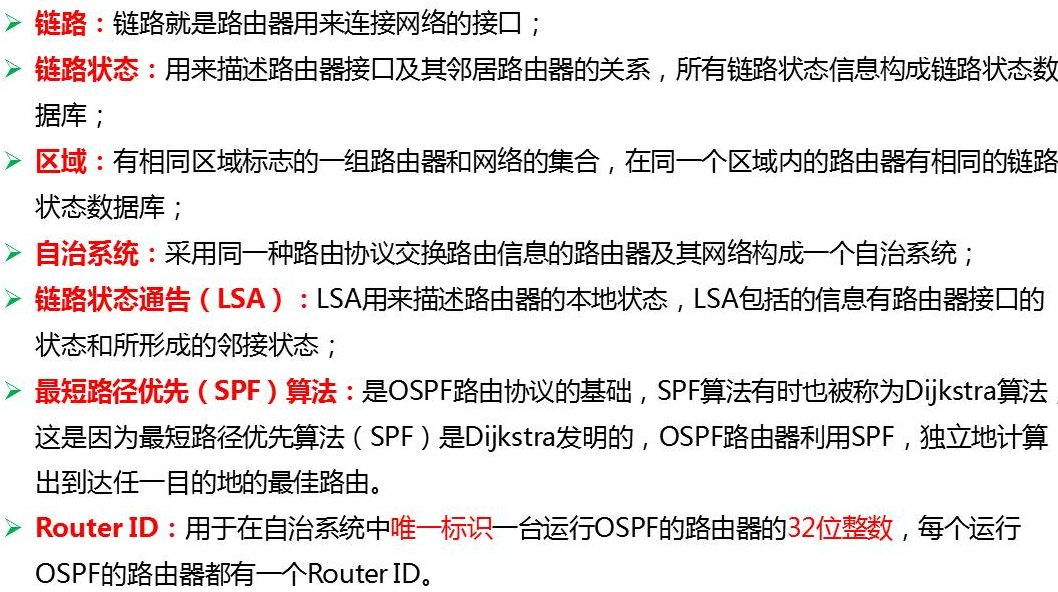 链路：链路就是路由器用来连接网络的接口；
链路状态：用来描述路由器接口及其邻居路由器的关系，所有链路状态信息构成链路状态数
据库；
区域：有相同区域标志的一组路由器和网络的集合，在同一个区域内的路由器有相同的链路
状态数据库；
自治系统：采用同一种路由协议交换路由信息的路由器及其网络构成一个自治系统；
链路状态通告（LSA）：LSA用来描述路由器的本地状态，LSA包括的信息有路由器接口的
状态和所形成的邻接状态；
最短路径优先（SPF）算法：是OSPF路由协议的基础，SPF算法有时也被称为Dijkstra算法，
这是因为最短路径优先算法（SPF）是Dijkstra发明的，OSPF路由器利用SPF，独立地计算
出到达任一目的地的最佳路由。
Router ID：用于在自治系统中唯一标识一台运行OSPF的路由器的32位整数，每个运行
OSPF的路由器都有一个Router ID。